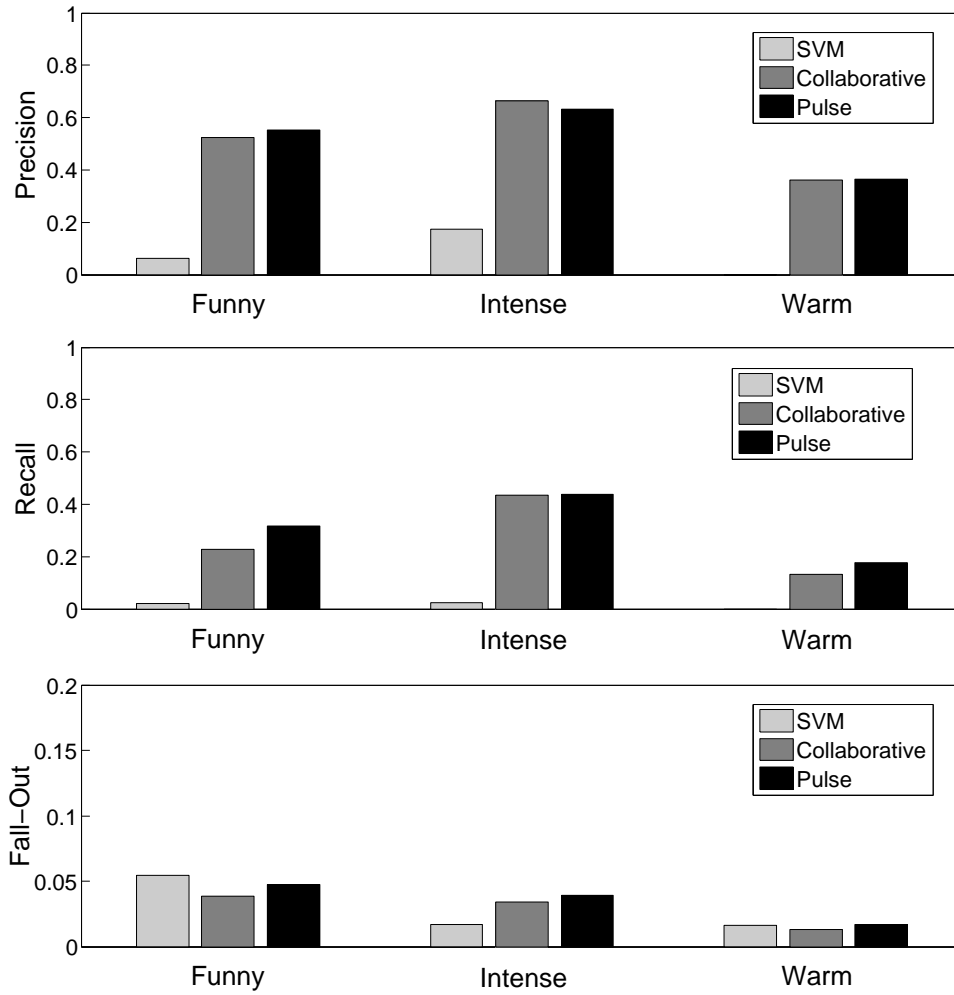 1
0.8
0.6
0.4
0.2
0
Precision
Funny Intense Warm
SVM
Collaborative
Pulse
1
0.8
0.6
0.4
0.2
0
Recall
Funny Intense Warm
SVM
Collaborative
Pulse
0.2
0.15
0.1
0.05
0
Fall−Out
Funny Intense Warm
SVM
Collaborative
Pulse